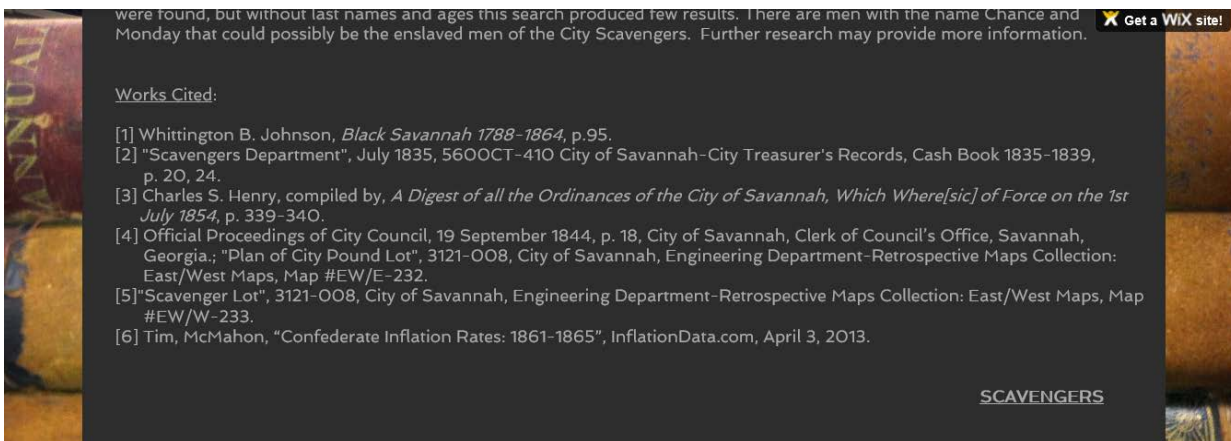 were found, but without last names and ages this search produced few results. There are men with the name Chance and
Monday that could possibly be the enslaved men of the City Scavengers. Further research may provide more information.
Get a WiX site!
Works Cited:
[1] Whittington B. Johnson, Black Savannah 1788-1864, p.95.
[2] "Scavengers Department", July 1835, 5600CT-410 City of Savannah-City Treasurer's Records, Cash Book 1835-1839,
p. 20, 24.
[3] Charles S. Henry, compiled by, A Digest of all the Ordinances of the City of Savannah, Which Where[sic] of Force on the 1st
July 1854, p. 339-340.
[4] Official Proceedings of City Council, 19 September 1844, p. 18, City of Savannah, Clerk of Council’s Office, Savannah,
Georgia.; "Plan of City Pound Lot", 3121-008, City of Savannah, Engineering Department-Retrospective Maps Collection:
East/West Maps, Map #EW/E-232.
[5]"Scavenger Lot", 3121-008, City of Savannah, Engineering Department-Retrospective Maps Collection: East/West Maps, Map
#EW/W-233.
[6] Tim, McMahon, “Confederate Inflation Rates: 1861-1865”, InflationData.com, April 3, 2013.
SCAVENGERS